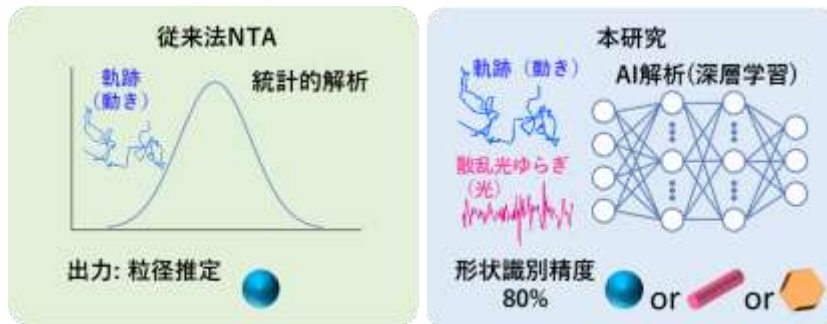 従来法NTA
軌跡
(動き)
統計的解析
出力: 粒径推定
本研究
軌跡（動き）
AI解析(深層学習)
散乱光ゆらぎ
（光）
形状識別精度
80%
or
or